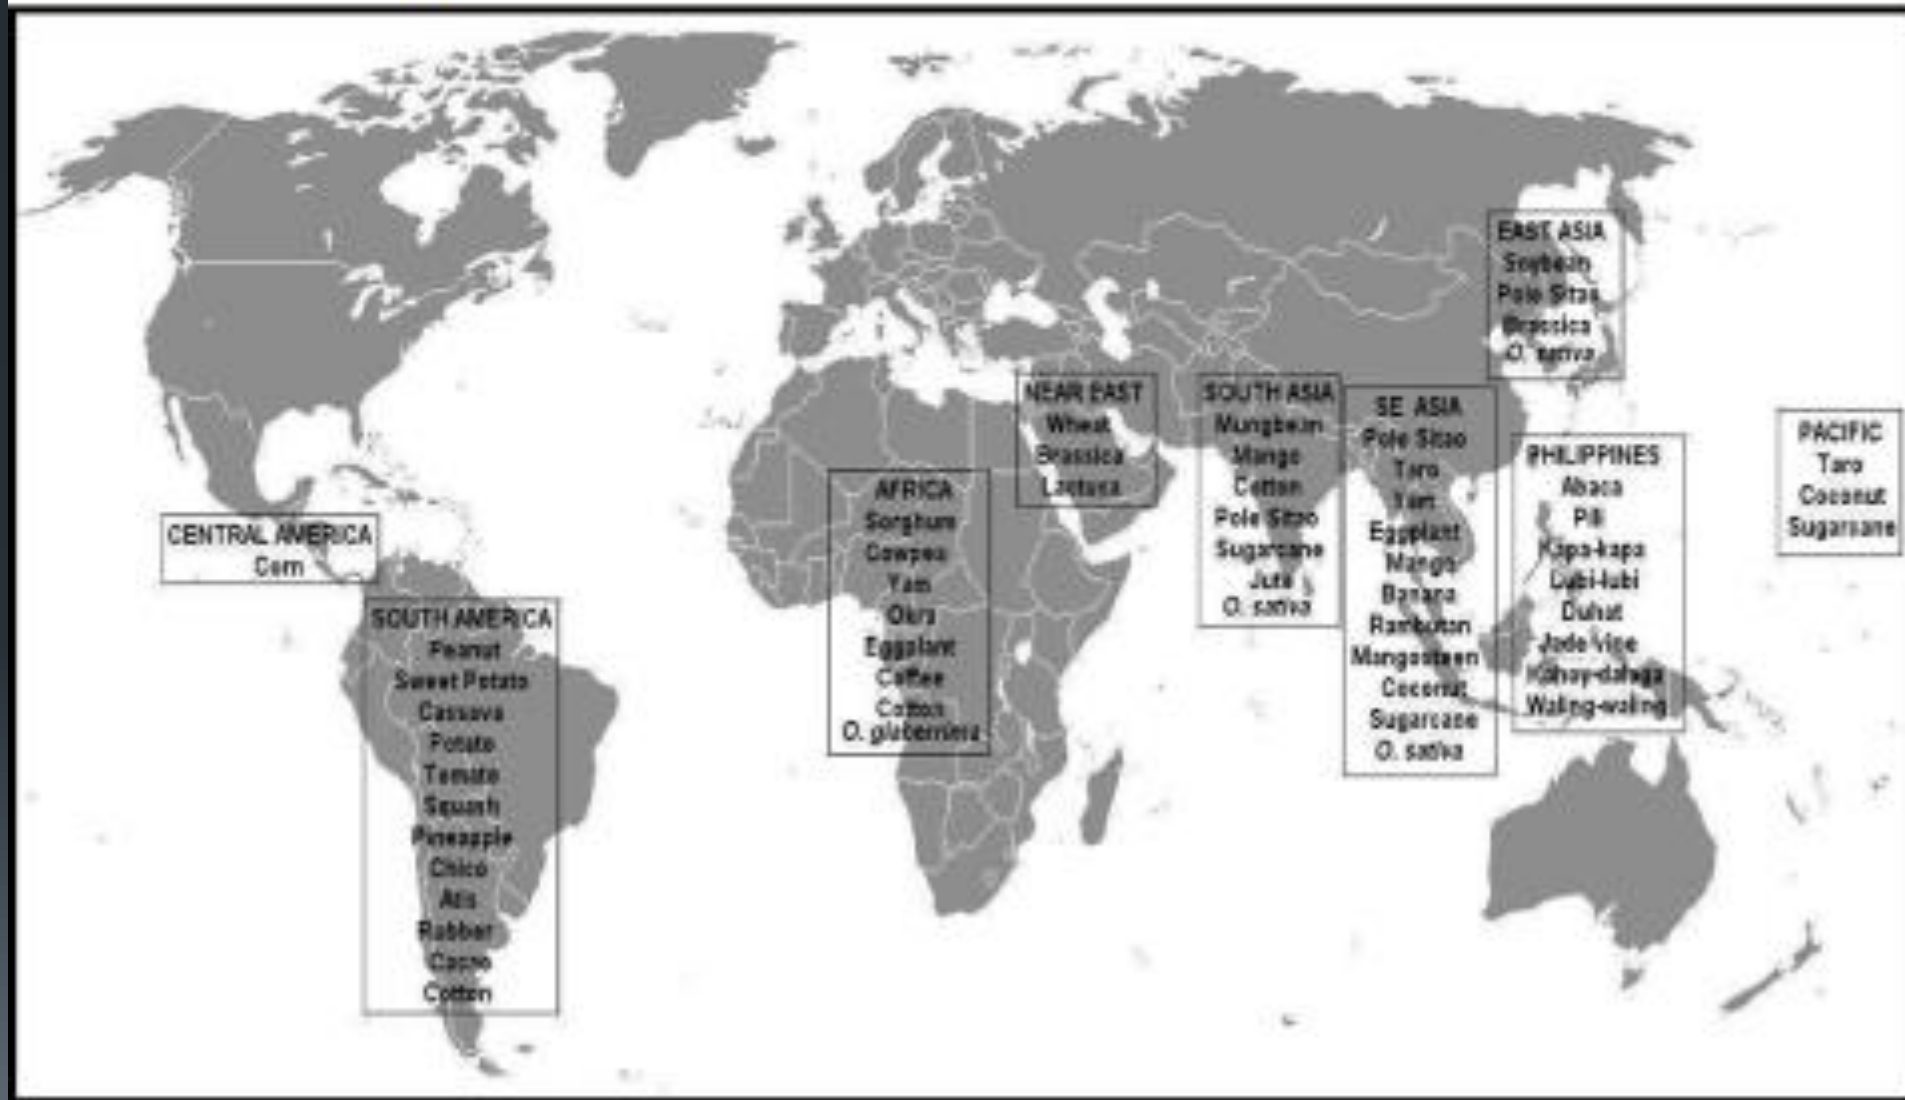 EAST ASIA
Soybean
Pole Sitao
Brassica
O. sativa
NEAR EAST
Wheat
Brassica
Lactuca
SOUTH ASIA
Mungbean
Mango
Cotton
Pole Sitao
Sugarcane
Jute
O. sativa
SE ASIA
Pole Sitao
Taro
Yam
Eggplant
Mango
Banana
Rambutan
Mangosteen
Coconut
Sugarcane
O. sativa
PHILIPPINES
Abaca
Pili
Kapa-kapa
Lubi-lubi
Duhat
Jade vine
Kahoy-dalaga
Waling-waling
PACIFIC
Taro
Coconut
Sugarcane
AFRICA
Sorghum
Cowpea
Yam
Okra
Eggplant
Coffee
Cotton
O. glaberrima
CENTRAL AMERICA
Corn
SOUTH AMERICA
Peanut
Sweet Potato
Cassava
Potato
Tomato
Squash
Pineapple
Chico
Atis
Rubber
Cacao
Cotton